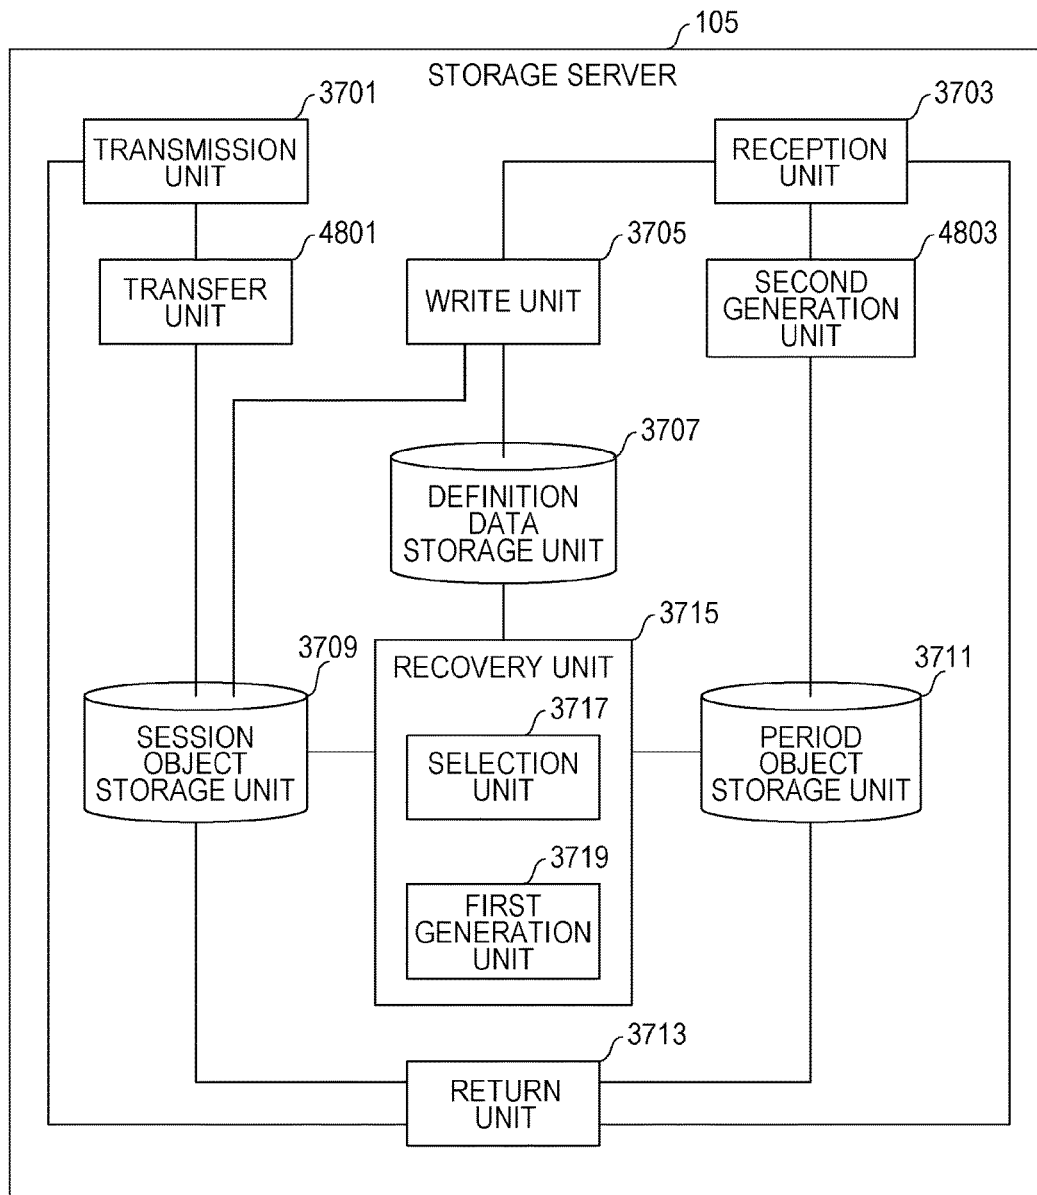 105
STORAGE SERVER
3701
TRANSMISSION
UNIT
3703
RECEPTION
UNIT
4801
TRANSFER
UNIT
3705
WRITE UNIT
4803
SECOND
GENERATION
UNIT
3707
DEFINITION
DATA
STORAGE UNIT
3709
SESSION
OBJECT
STORAGE UNIT
3715
RECOVERY UNIT
3717
SELECTION
UNIT
3719
FIRST
GENERATION
UNIT
3711
PERIOD
OBJECT
STORAGE UNIT
3713
RETURN
UNIT